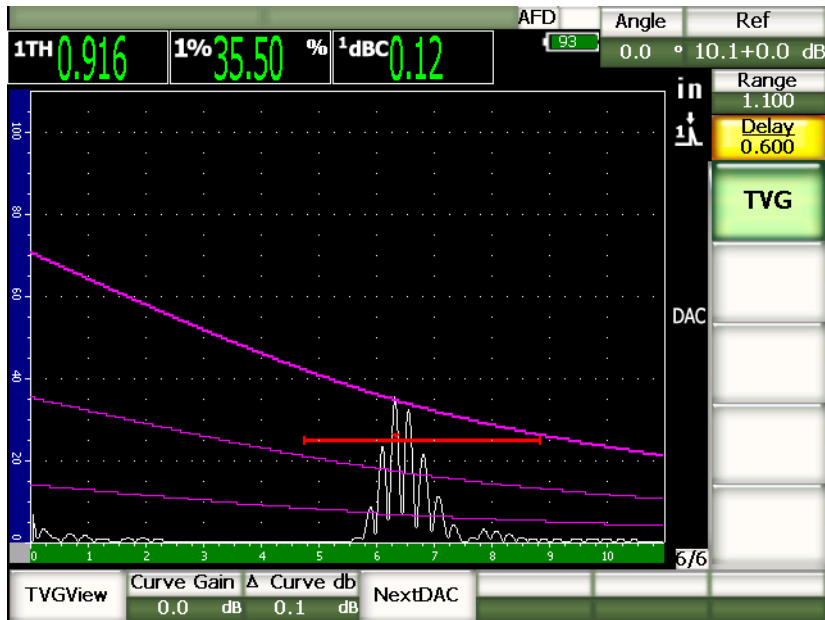 AFD
93
Angle
0.0 °
Ref
10.1+0.0 dB
1TH 0.916
1% 35.50 %
1dBC 0.12
in
Range
1.100
1
Delay
0.600
TVG
DAC
100
80
60
40
20
0
0 1 2 3 4 5 6 7 8 9 10
6/6
TVGView
Curve Gain
0.0 dB
Δ Curve db
0.1 dB
NextDAC